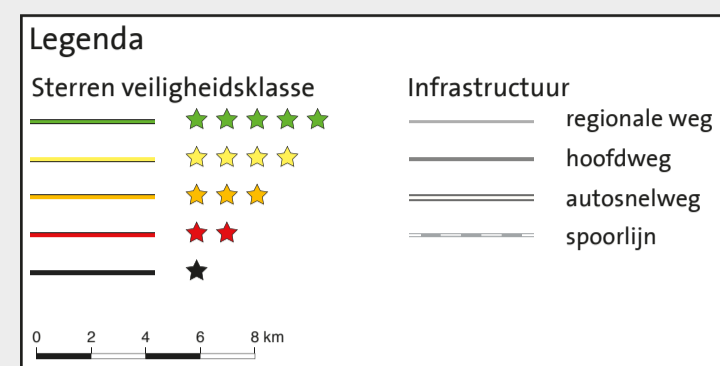 Legenda
Sterren veiligheidsklasse
Infrastructuur
regionale weg
hoofdweg
autosnelweg
spoorlijn
0 2 4 6 8 km